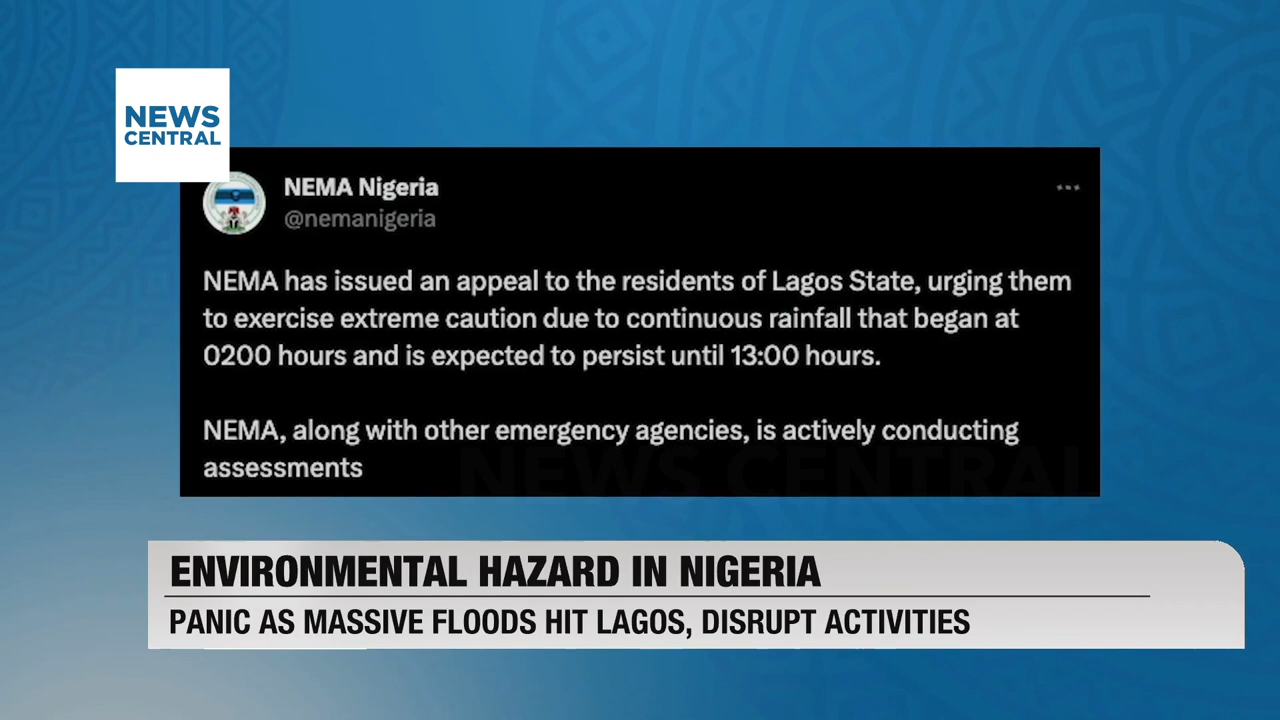 NEWS
CENTRAL
NEMA Nigeria
@nemanigeria
NEMA has issued an appeal to the residents of Lagos State, urging them
to exercise extreme caution due to continuous rainfall that began at
0200 hours and is expected to persist until 13:00 hours.
NEMA, along with other emergency agencies, is actively conducting
assessments
NEWS CENTRAL
ENVIRONMENTAL HAZARD IN NIGERIA
PANIC AS MASSIVE FLOODS HIT LAGOS, DISRUPT ACTIVITIES